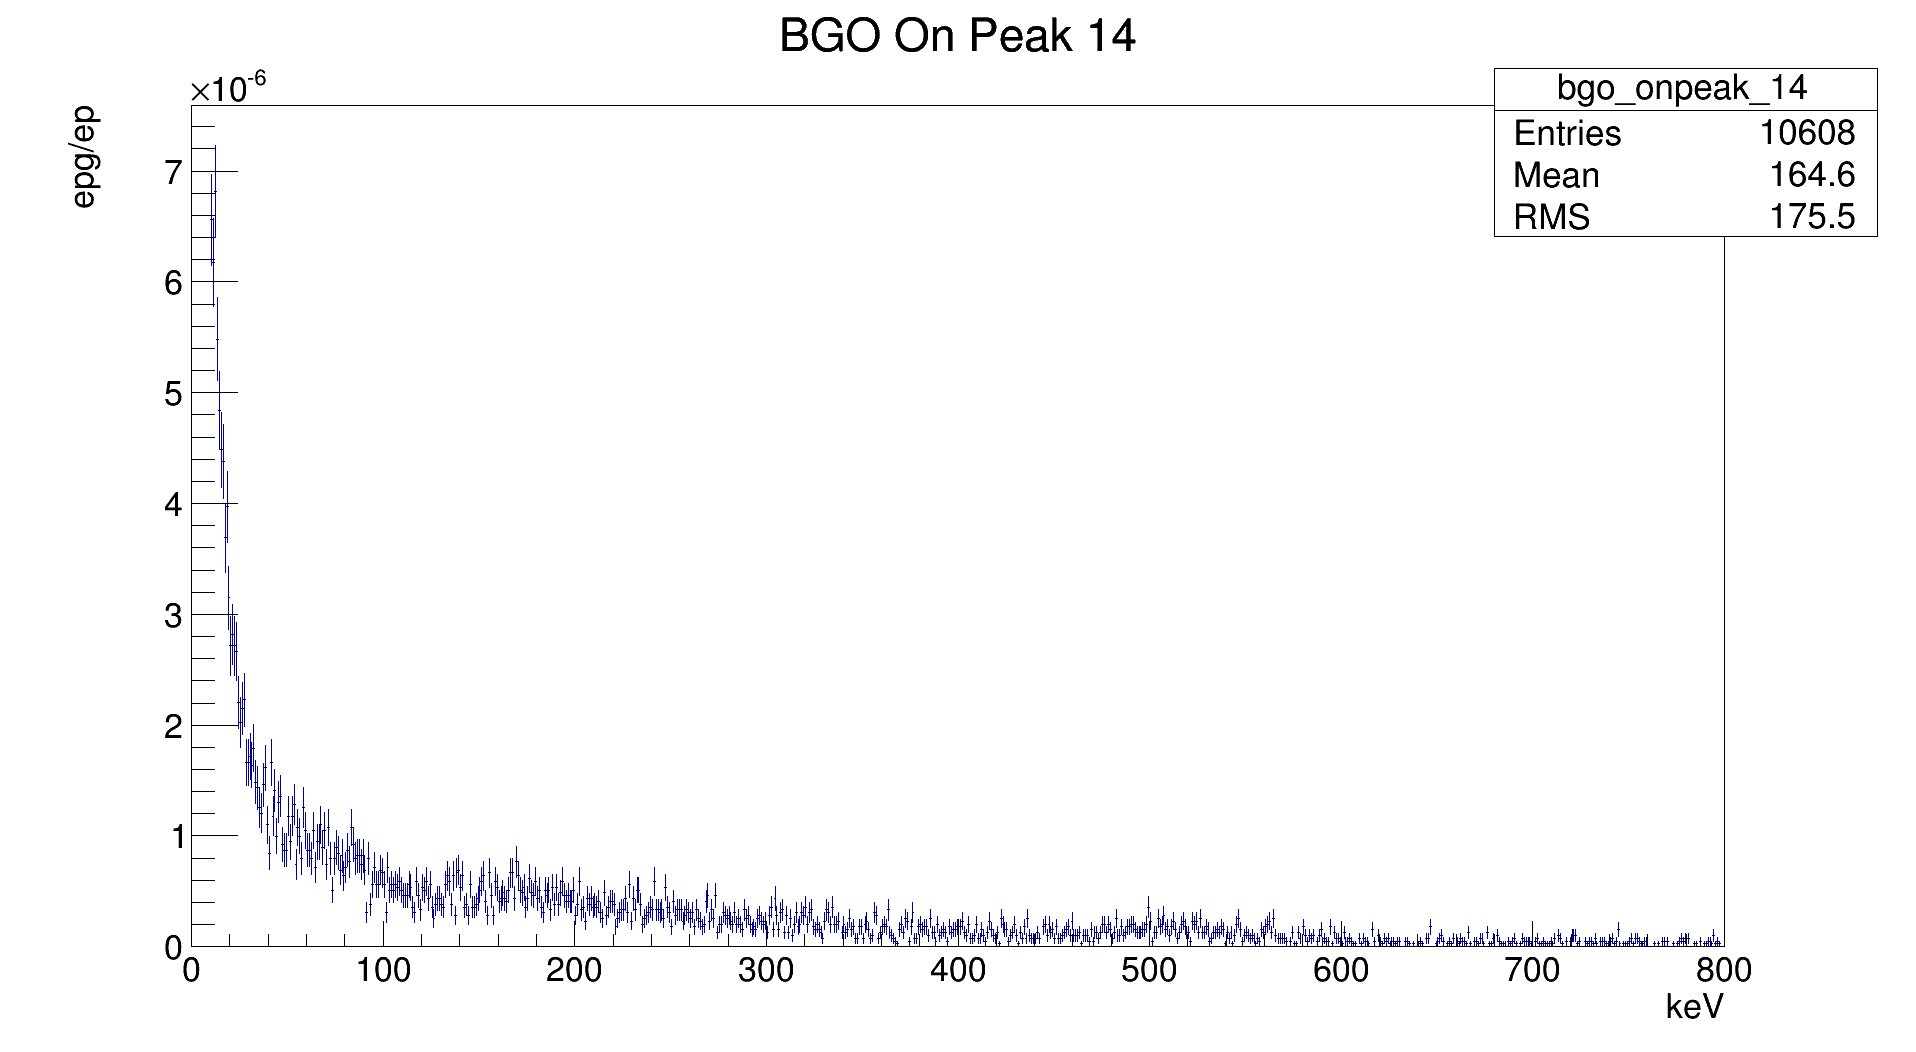 BGO On Peak 14
×10-6
epg/ep
bgo_onpeak_14
Entries 10608
Mean 164.6
RMS 175.5
7
6
5
4
3
2
1
0
0 100 200 300 400 500 600 700 800
keV